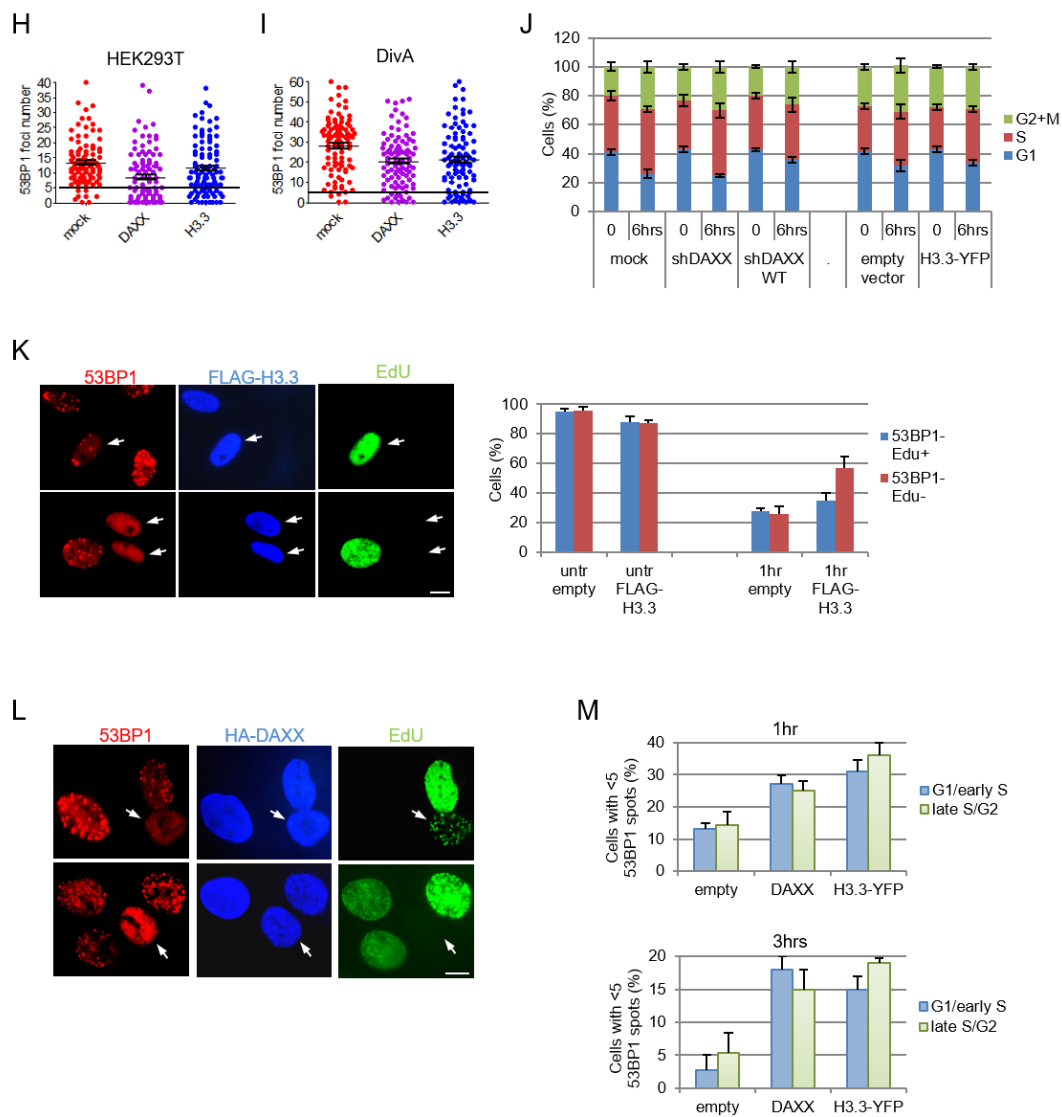 H
HEK293T
53BP1 foci number
40
35
30
25
20
15
10
5
0
mock
DAXX
H3.3
I
DivA
53BP1 foci number
60
50
40
30
20
10
0
mock
DAXX
H3.3
J
Cells (%)
120
100
80
60
40
20
0
0 6hrs 0 6hrs 0 6hrs 0 6hrs 0 6hrs
mock shDAXX shDAXX . empty H3.3-YFP
WT vector
G2+M
S
G1
K
53BP1 FLAG-H3.3 EdU
Cells (%)
100
80
60
40
20
0
untr untr 1hr 1hr
empty FLAG- empty FLAG-
H3.3 H3.3
53BP1-
Edu+
53BP1-
Edu-
L
53BP1 HA-DAXX EdU
M
1hr
Cells with <5
53BP1 spots (%)
40
30
20
10
0
empty DAXX H3.3-YFP
G1/early S
late S/G2
3hrs
Cells with <5
53BP1 spots (%)
20
15
10
5
0
empty DAXX H3.3-YFP
G1/early S
late S/G2